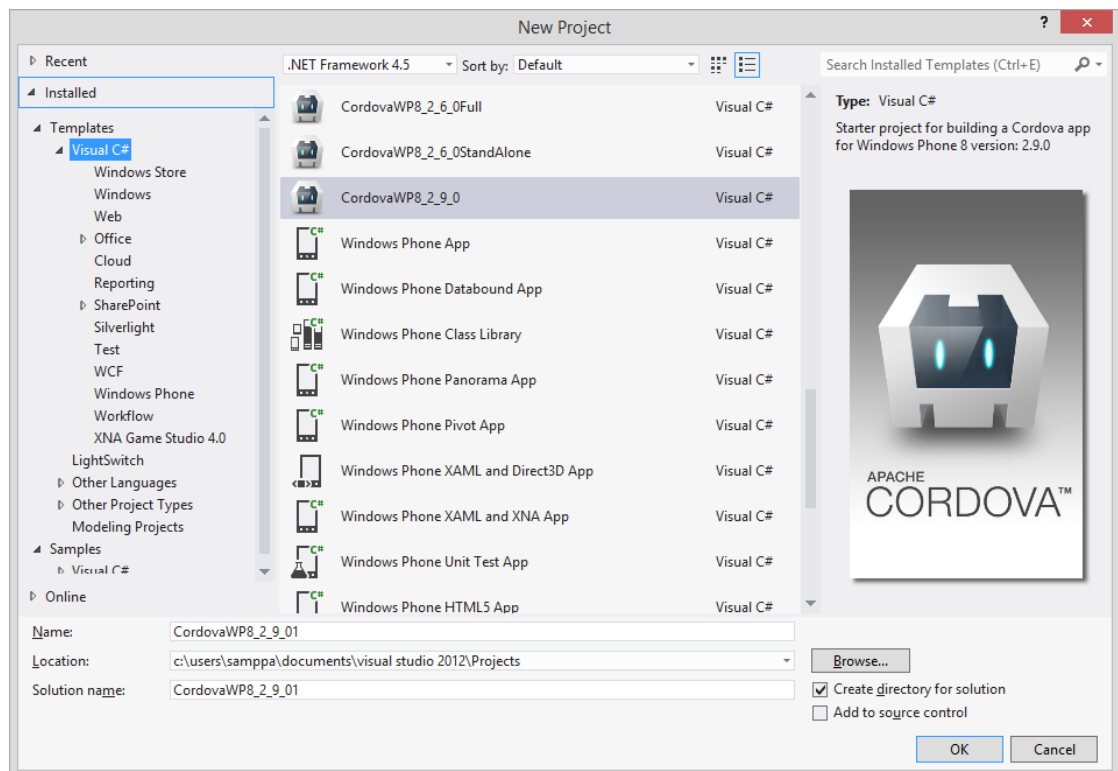 New Project
?
Recent
.NET Framework 4.5 Sort by: Default
Search Installed Templates (Ctrl+E)
Installed
Templates
Visual C#
Windows Store
Windows
Web
Office
Cloud
Reporting
SharePoint
Silverlight
Test
WCF
Windows Phone
Workflow
XNA Game Studio 4.0
LightSwitch
Other Languages
Other Project Types
Modeling Projects
Samples
Visual C#
Online
CordovaWP8_2_6_0Full Visual C#
CordovaWP8_2_6_0StandAlone Visual C#
CordovaWP8_2_9_0 Visual C#
C# Windows Phone App Visual C#
C# Windows Phone Databound App Visual C#
C# Windows Phone Class Library Visual C#
C# Windows Phone Panorama App Visual C#
C# Windows Phone Pivot App Visual C#
Windows Phone XAML and Direct3D App Visual C#
C# Windows Phone XAML and XNA App Visual C#
C# Windows Phone Unit Test App Visual C#
C# Windows Phone HTML5 App Visual C#
Type: Visual C#
Starter project for building a Cordova app
for Windows Phone 8 version: 2.9.0
APACHE
CORDOVA™
Name: CordovaWP8_2_9_01
Location: c:\users\samppa\documents\visual studio 2012\Projects Browse...
Solution name: CordovaWP8_2_9_01 Create directory for solution
Add to source control
OK Cancel